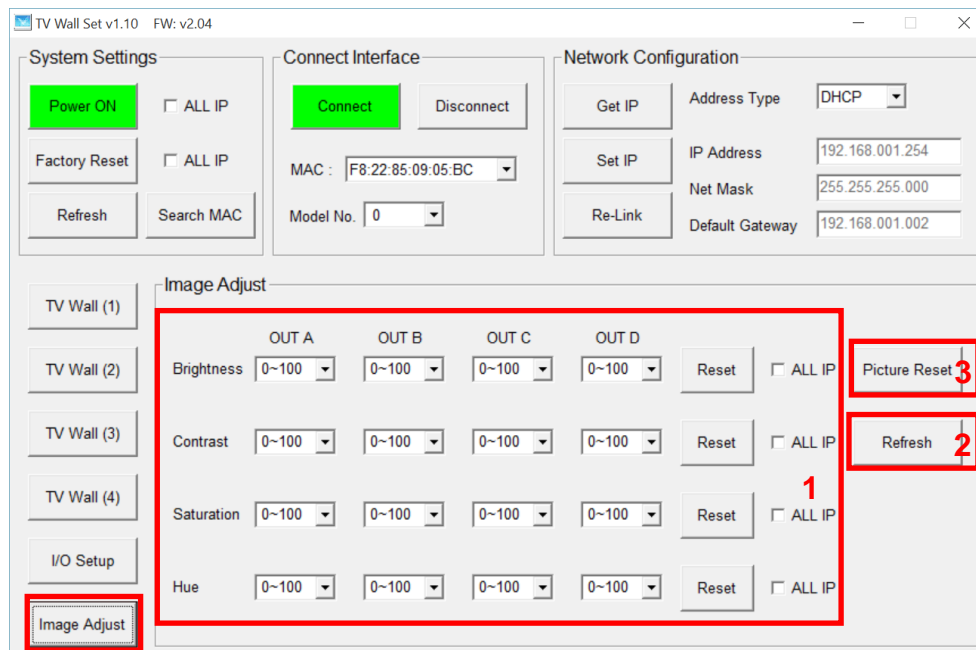 TV Wall Set v1.10 FW: v2.04
System Settings
Power ON ALL IP
Factory Reset ALL IP
Refresh Search MAC
Connect Interface
Connect Disconnect
MAC : F8:22:85:09:05:BC
Model No. 0
Network Configuration
Get IP Address Type DHCP
Set IP IP Address 192.168.001.254
Net Mask 255.255.255.000
Re-Link Default Gateway 192.168.001.002
TV Wall (1)
TV Wall (2)
TV Wall (3)
TV Wall (4)
I/O Setup
Image Adjust
Image Adjust
OUT A OUT B OUT C OUT D
Brightness 0~100 0~100 0~100 0~100 Reset ALL IP Picture Reset 3
Contrast 0~100 0~100 0~100 0~100 Reset ALL IP Refresh 2
1
Saturation 0~100 0~100 0~100 0~100 Reset ALL IP
Hue 0~100 0~100 0~100 0~100 Reset ALL IP